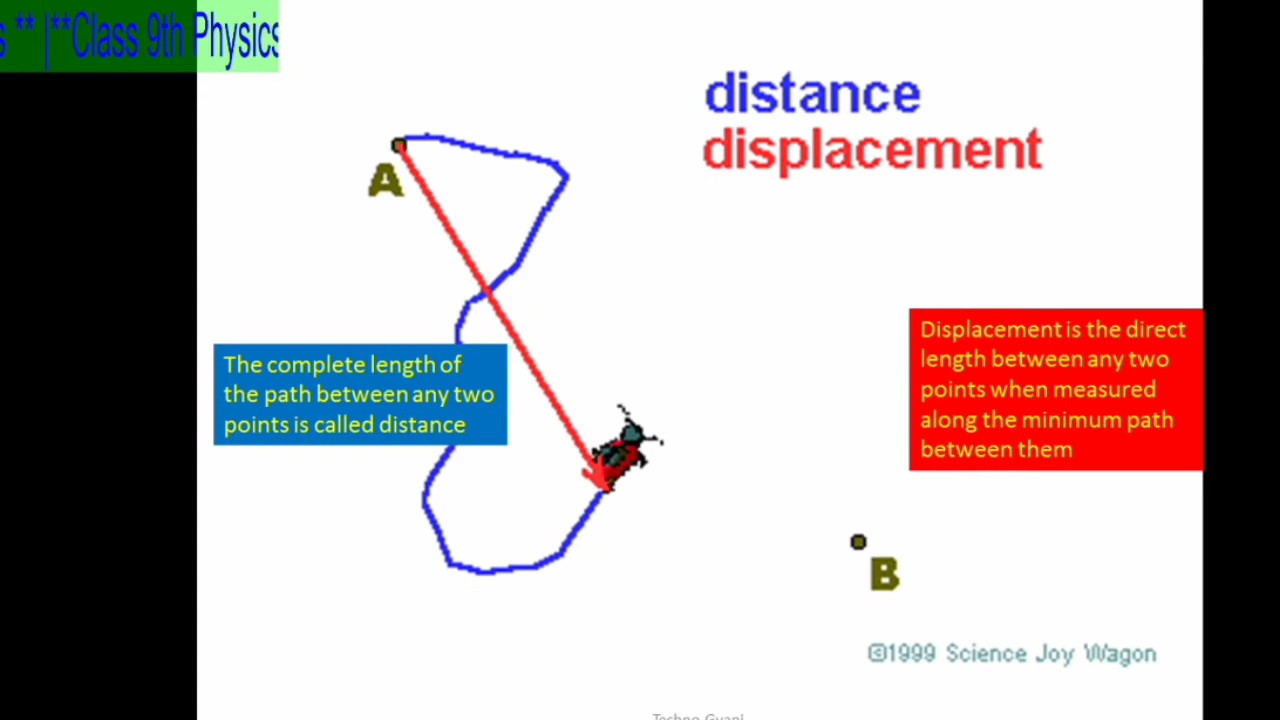 s ** |**Class 9th Physics
distance
displacement
A
The complete length of
the path between any two
points is called distance
Displacement is the direct
length between any two
points when measured
along the minimum path
between them
B
©1999 Science Joy Wagon
Techno Gyani